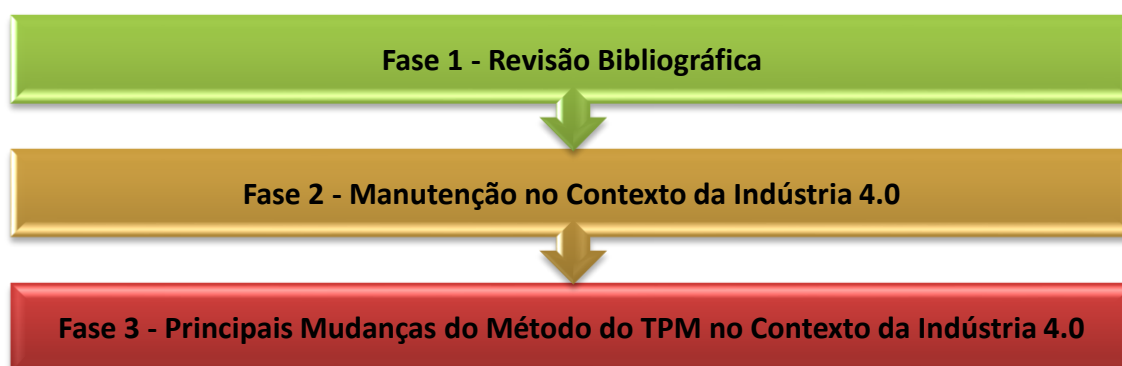 Fase 1 - Revisão Bibliográfica
Fase 2 - Manutenção no Contexto da Indústria 4.0
Fase 3 - Principais Mudanças do Método do TPM no Contexto da Indústria 4.0